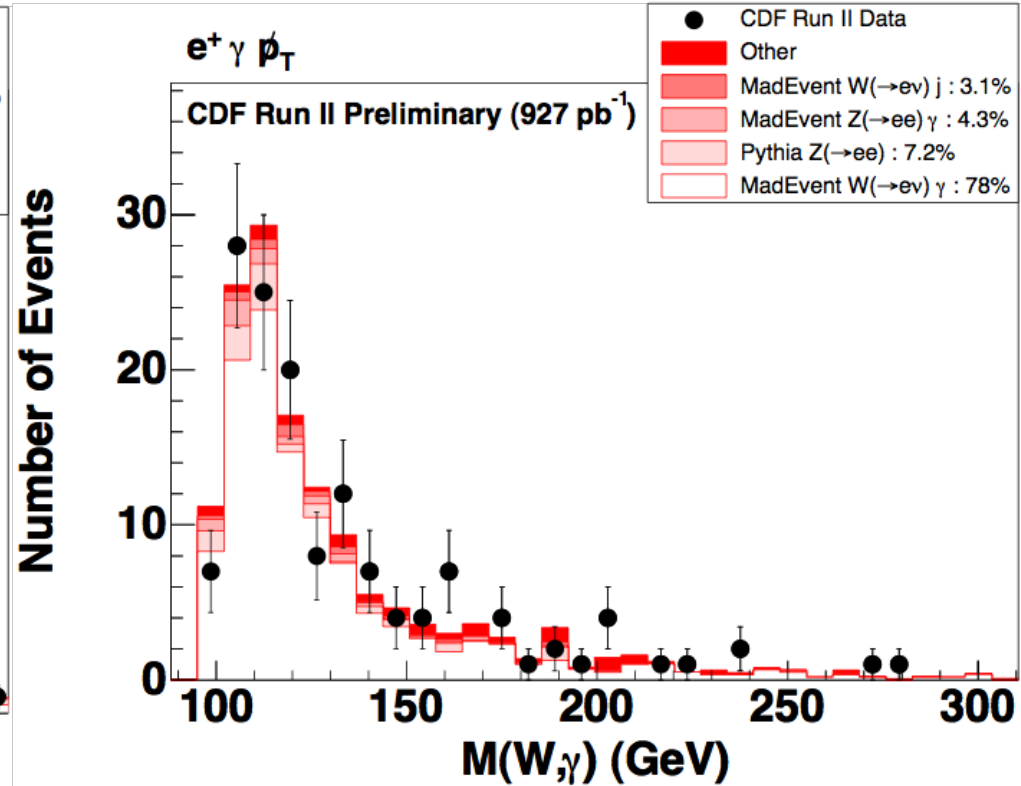 e⁺ γ p̸_T
CDF Run II Preliminary (927 pb⁻¹)
CDF Run II Data
Other
MadEvent W(→eν) j : 3.1%
MadEvent Z(→ee) γ : 4.3%
Pythia Z(→ee) : 7.2%
MadEvent W(→eν) γ : 78%
Number of Events
30
20
10
0
100 150 200 250 300
M(W,γ) (GeV)